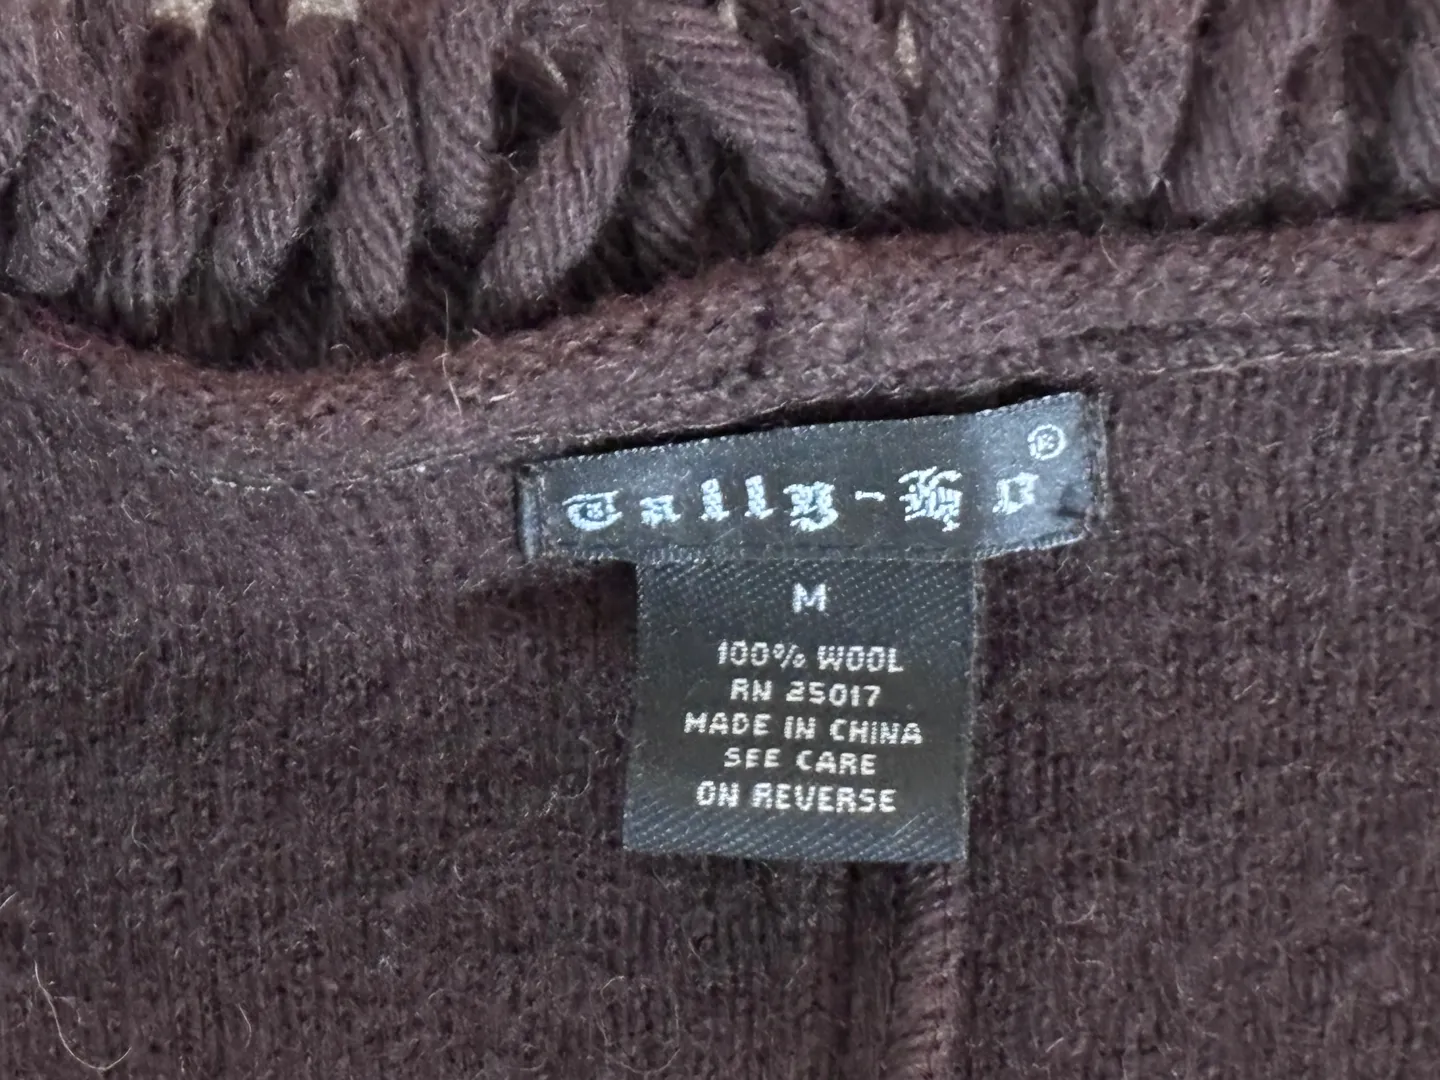 Tally-Ho®
M
100% WOOL
RN 25017
MADE IN CHINA
SEE CARE
ON REVERSE